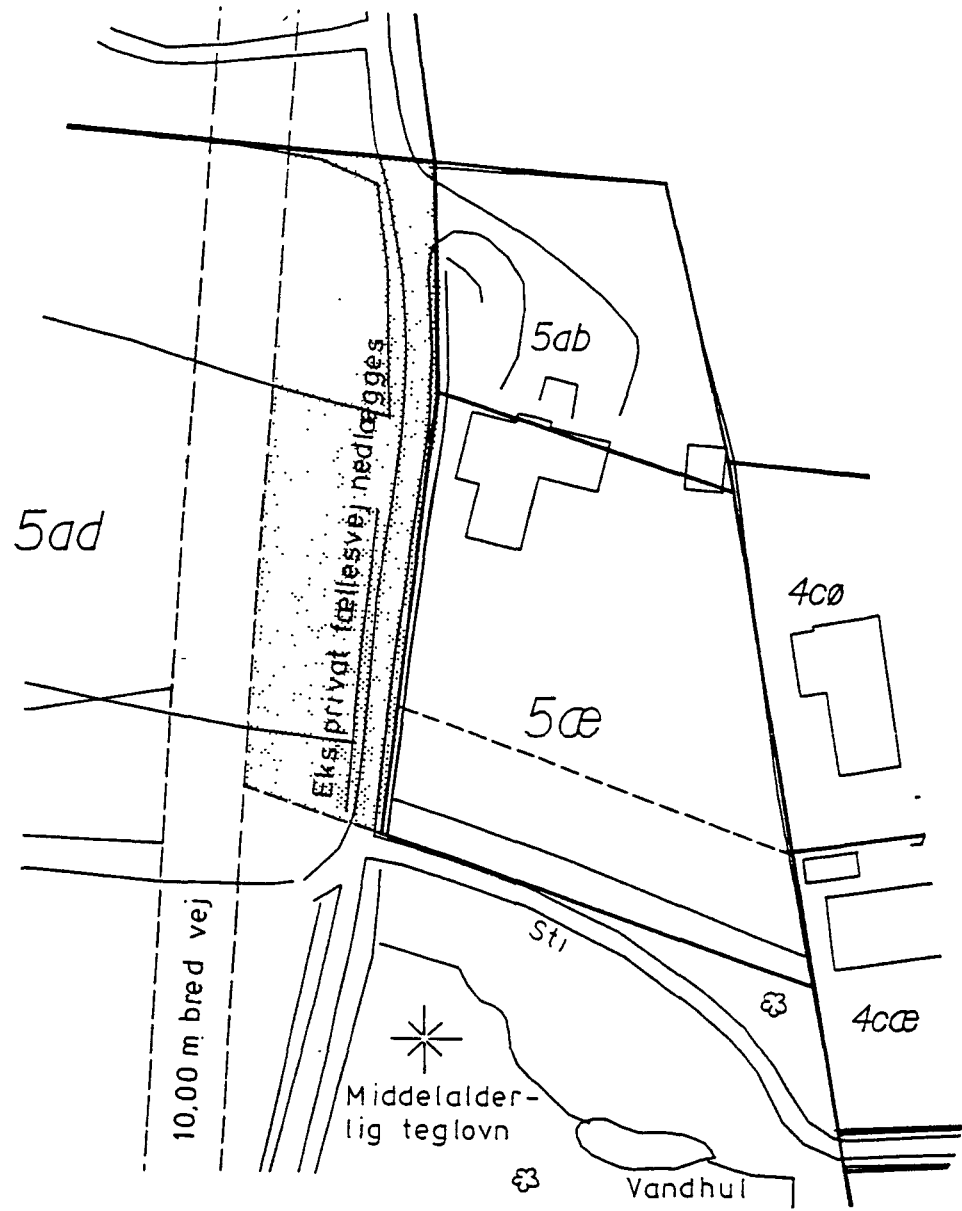 5ab
Eks. privat fællesvej nedlægges
5ad
4cø
5æ
10,00 m bred vej
Sti
4cæ
Middelalder-
lig teglovn
Vandhul